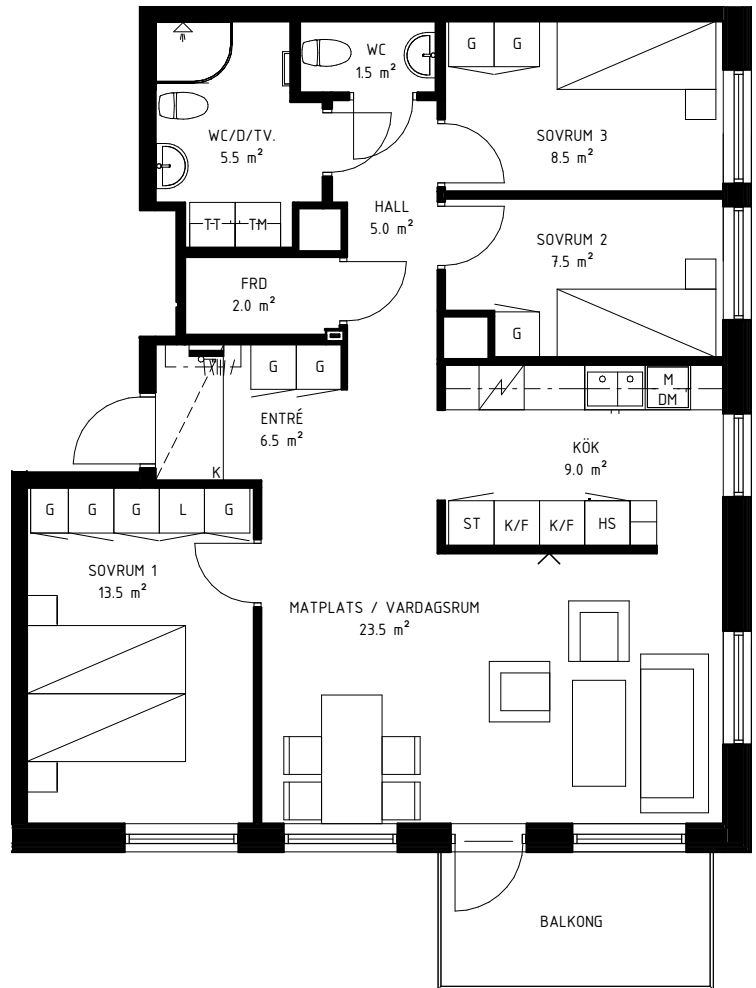 WC
1.5 m²
G G
WC/D/TV.
5.5 m²
SOVRUM 3
8.5 m²
HALL
5.0 m²
TT TM
SOVRUM 2
7.5 m²
FRD
2.0 m²
G
G G
M
DM
ENTRÉ
6.5 m²
K
KÖK
9.0 m²
G G G L G
ST K/F K/F HS
SOVRUM 1
13.5 m²
MATPLATS / VARDAGSRUM
23.5 m²
BALKONG